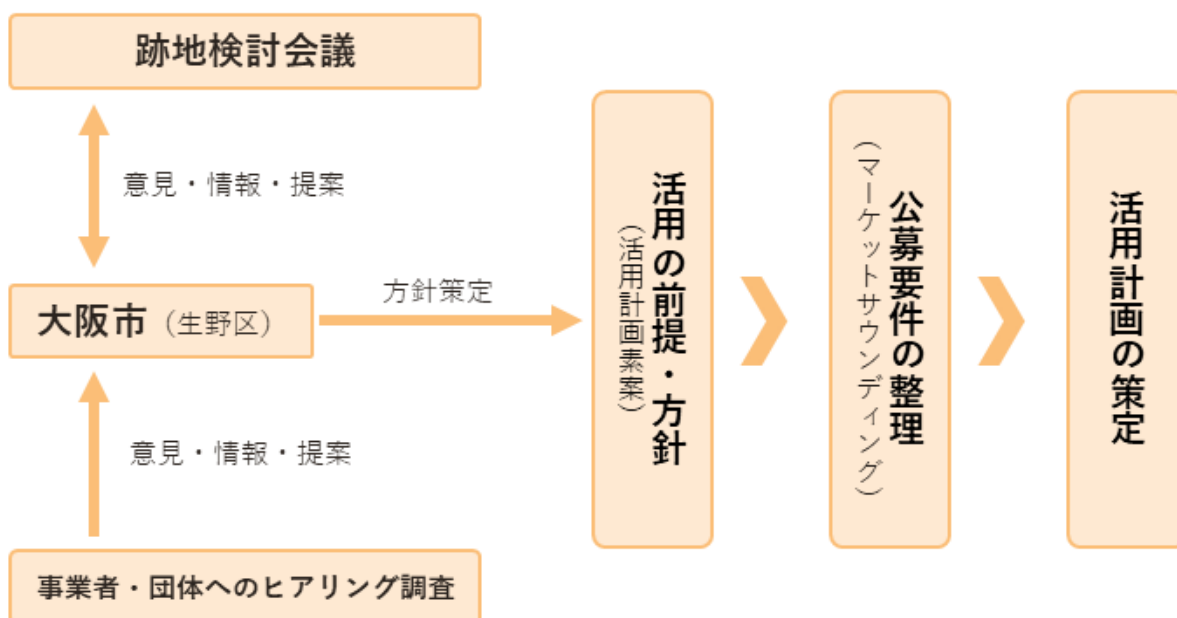 跡地検討会議
意見・情報・提案
大阪市（生野区）
方針策定
意見・情報・提案
事業者・団体へのヒアリング調査
活用の前提・方針
（活用計画素案）
公募要件の整理
（マーケットサウンディング）
活用計画の策定